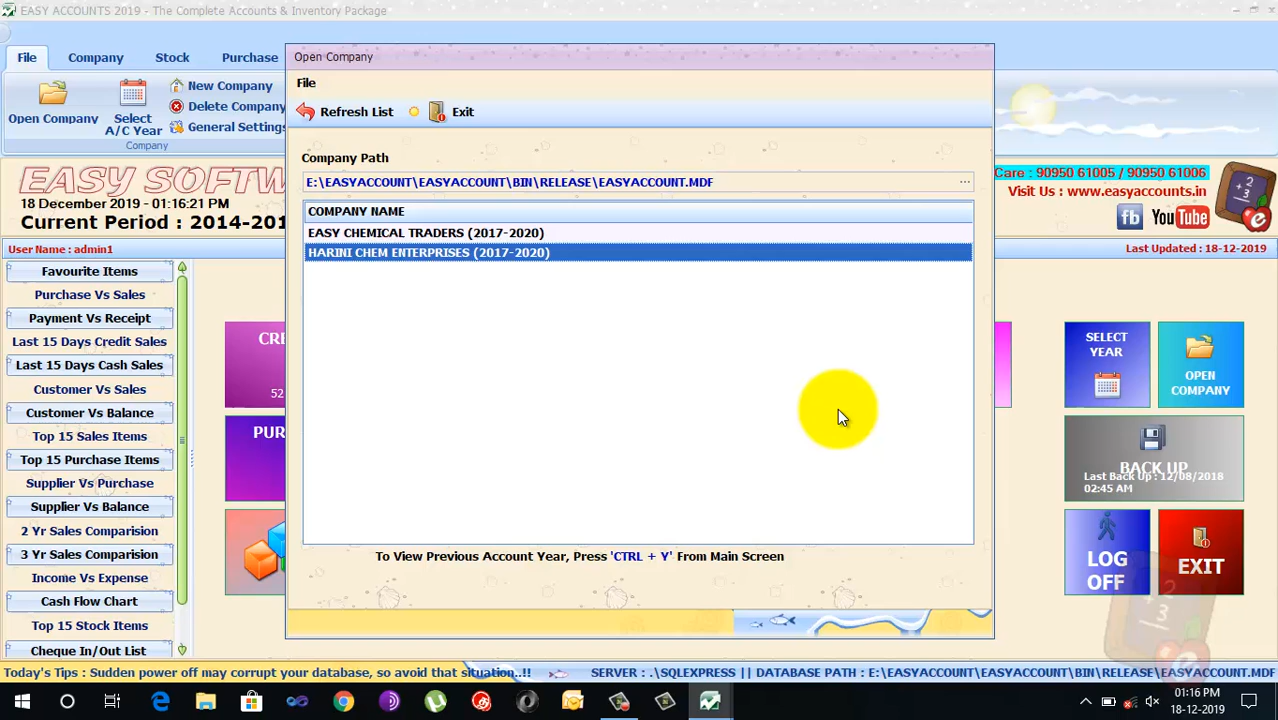 EASY ACCOUNTS 2019 - The Complete Accounts & Inventory Package
File
Company
Stock
Purchase
Open Company
Select
A/C Year
New Company
Delete Company
General Settings
Company
EASY SOFTW
18 December 2019 - 01:16:21 PM
Current Period : 2014-201
Care : 90950 61005 / 90950 61006
Visit Us : www.easyaccounts.in
fb YouTube
User Name : admin1
Last Updated : 18-12-2019
Favourite Items
Purchase Vs Sales
Payment Vs Receipt
Last 15 Days Credit Sales
Last 15 Days Cash Sales
Customer Vs Sales
Customer Vs Balance
Top 15 Sales Items
Top 15 Purchase Items
Supplier Vs Purchase
Supplier Vs Balance
2 Yr Sales Comparision
3 Yr Sales Comparision
Income Vs Expense
Cash Flow Chart
Top 15 Stock Items
Cheque In/Out List
CRE
52
PUR
Open Company
File
Refresh List
Exit
Company Path
E:\EASYACCOUNT\EASYACCOUNT\BIN\RELEASE\EASYACCOUNT.MDF
...
COMPANY NAME
EASY CHEMICAL TRADERS (2017-2020)
HARINI CHEM ENTERPRISES (2017-2020)
To View Previous Account Year, Press 'CTRL + Y' From Main Screen
SELECT
YEAR
OPEN
COMPANY
BACK UP
Last Back Up : 12/08/2018
02:45 AM
LOG
OFF
EXIT
Today's Tips : Sudden power off may corrupt your database, so avoid that situation..!!
SERVER : .\SQLEXPRESS || DATABASE PATH : E:\EASYACCOUNT\EASYACCOUNT\BIN\RELEASE\EASYACCOUNT.MDF
01:16 PM
18-12-2019